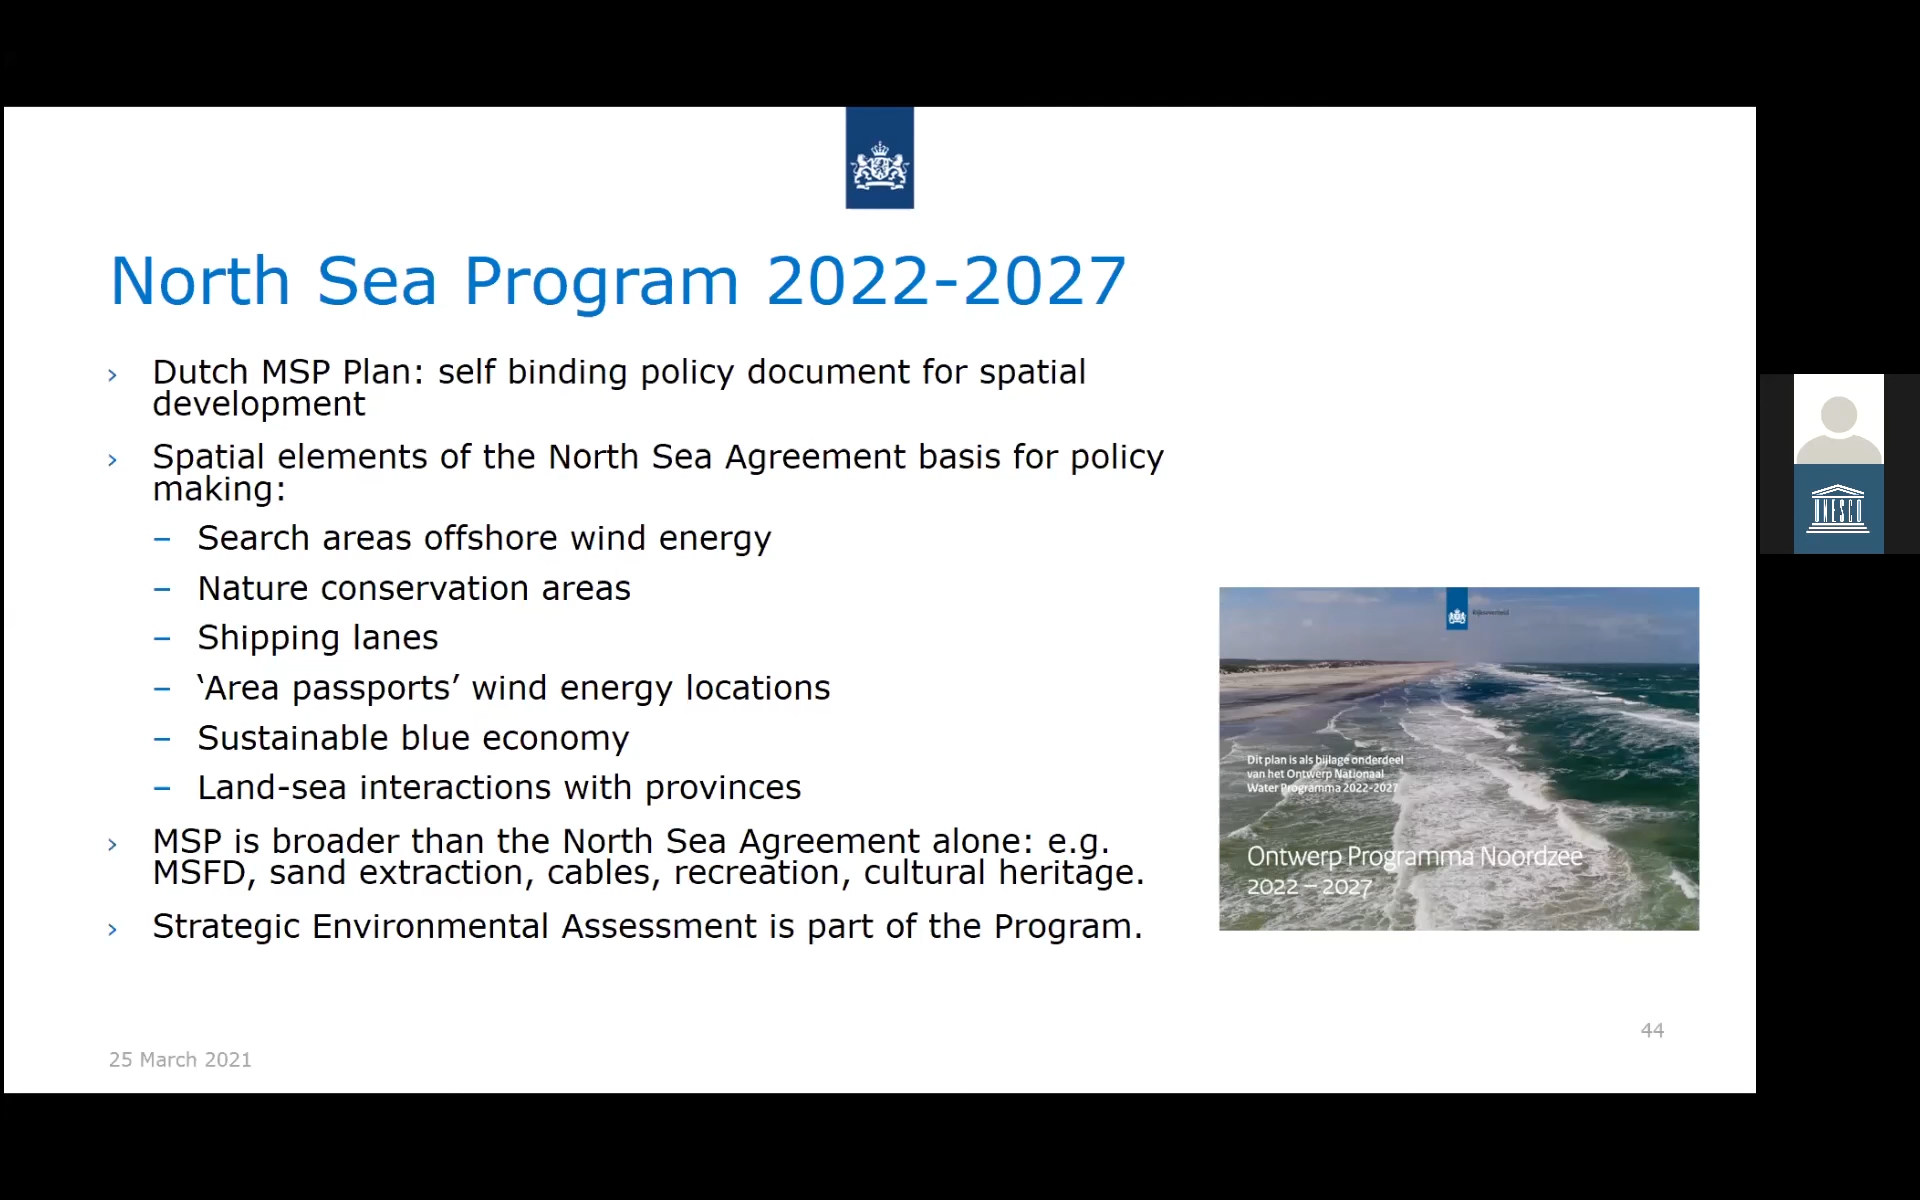 North Sea Program 2022-2027
› Dutch MSP Plan: self binding policy document for spatial
development
› Spatial elements of the North Sea Agreement basis for policy
making:
– Search areas offshore wind energy
– Nature conservation areas
– Shipping lanes
– ‘Area passports’ wind energy locations
– Sustainable blue economy
– Land-sea interactions with provinces
› MSP is broader than the North Sea Agreement alone: e.g.
MSFD, sand extraction, cables, recreation, cultural heritage.
› Strategic Environmental Assessment is part of the Program.
Rijksoverheid
Dit plan is als bijlage onderdeel
van het Ontwerp Nationaal
Water Programma 2022-2027
Ontwerp Programma Noordzee
2022 – 2027
44
25 March 2021
UNESCO